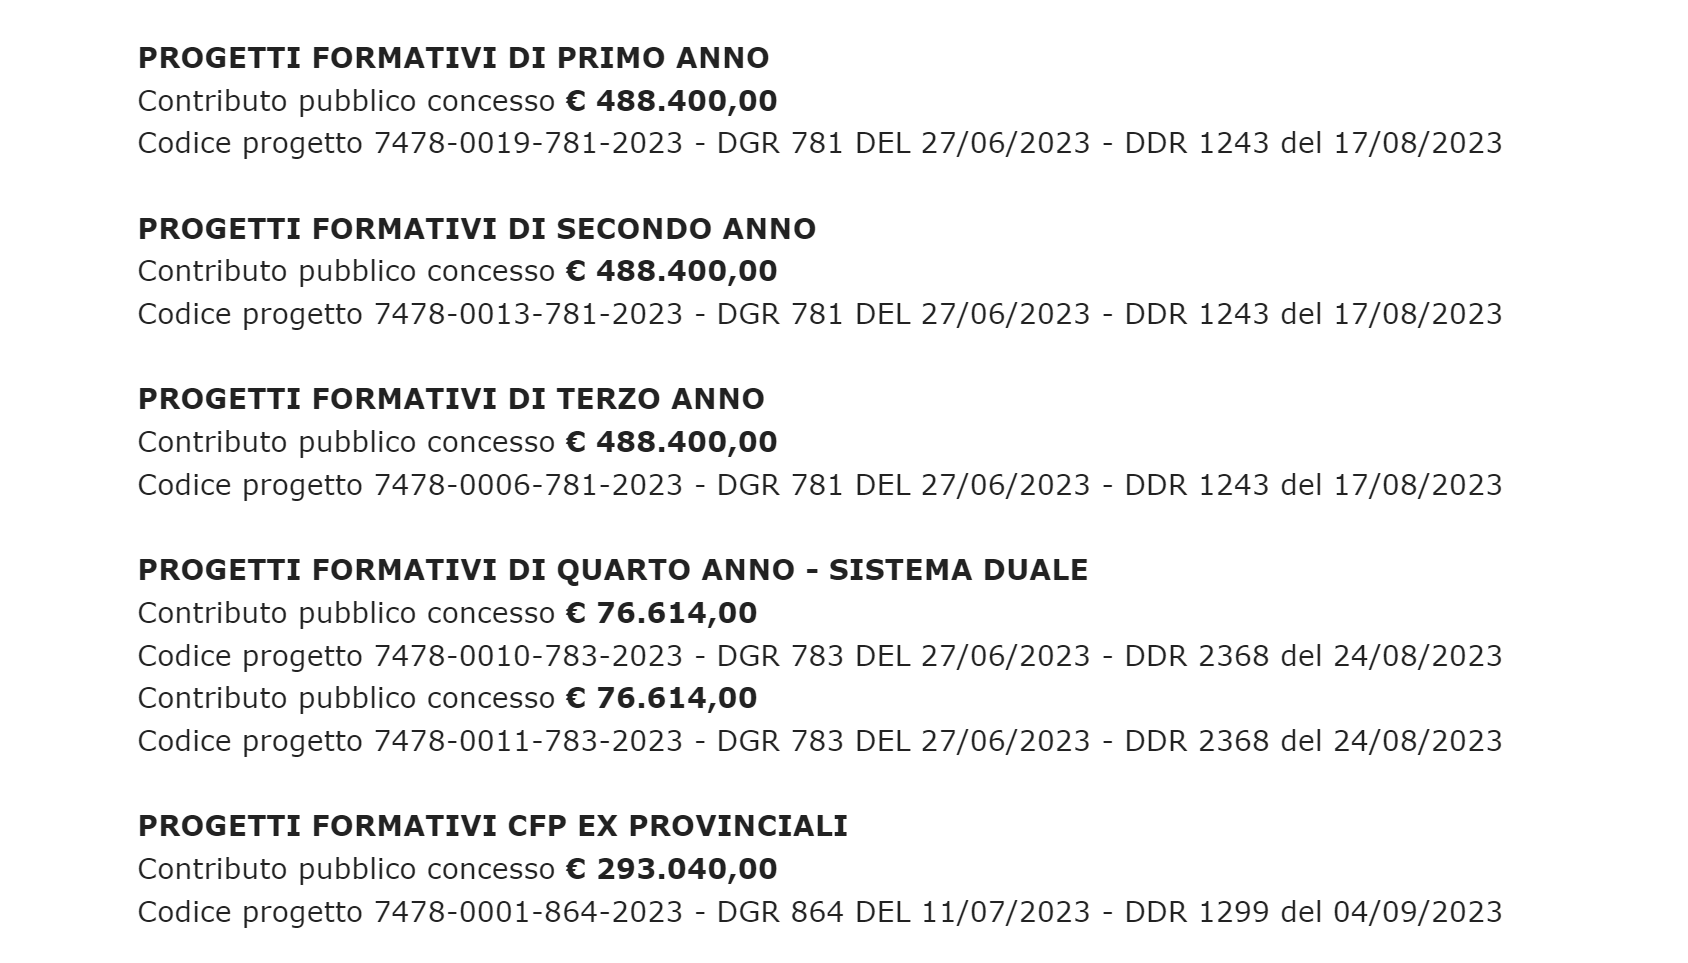 PROGETTI FORMATIVI DI PRIMO ANNO
Contributo pubblico concesso € 488.400,00
Codice progetto 7478-0019-781-2023 - DGR 781 DEL 27/06/2023 - DDR 1243 del 17/08/2023
PROGETTI FORMATIVI DI SECONDO ANNO
Contributo pubblico concesso € 488.400,00
Codice progetto 7478-0013-781-2023 - DGR 781 DEL 27/06/2023 - DDR 1243 del 17/08/2023
PROGETTI FORMATIVI DI TERZO ANNO
Contributo pubblico concesso € 488.400,00
Codice progetto 7478-0006-781-2023 - DGR 781 DEL 27/06/2023 - DDR 1243 del 17/08/2023
PROGETTI FORMATIVI DI QUARTO ANNO - SISTEMA DUALE
Contributo pubblico concesso € 76.614,00
Codice progetto 7478-0010-783-2023 - DGR 783 DEL 27/06/2023 - DDR 2368 del 24/08/2023
Contributo pubblico concesso € 76.614,00
Codice progetto 7478-0011-783-2023 - DGR 783 DEL 27/06/2023 - DDR 2368 del 24/08/2023
PROGETTI FORMATIVI CFP EX PROVINCIALI
Contributo pubblico concesso € 293.040,00
Codice progetto 7478-0001-864-2023 - DGR 864 DEL 11/07/2023 - DDR 1299 del 04/09/2023